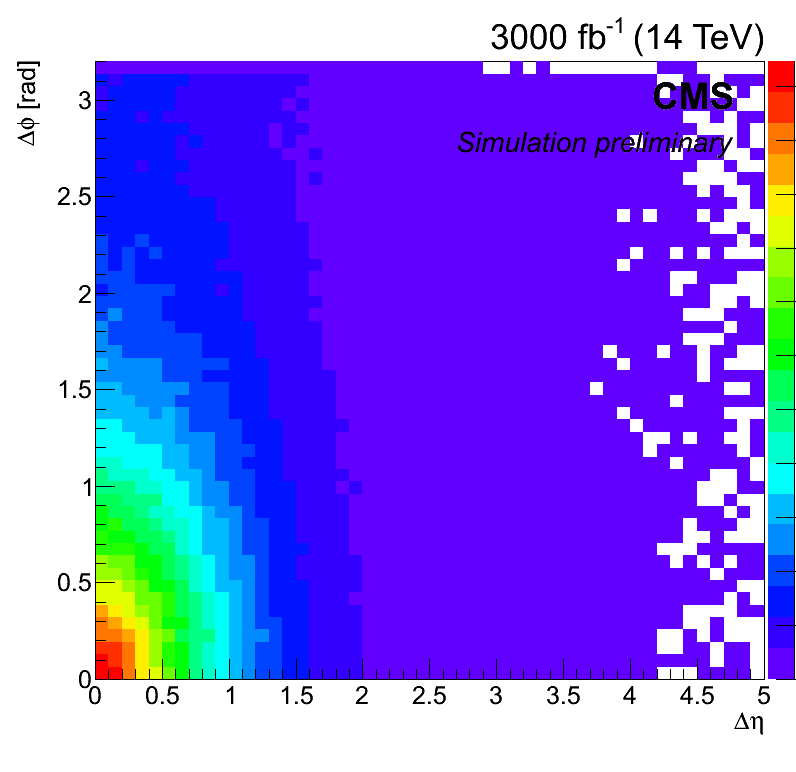 3000 fb⁻¹ (14 TeV)
Δϕ [rad]
CMS
Simulation preliminary
3
2.5
2
1.5
1
0.5
0
0 0.5 1 1.5 2 2.5 3 3.5 4 4.5 5
Δη